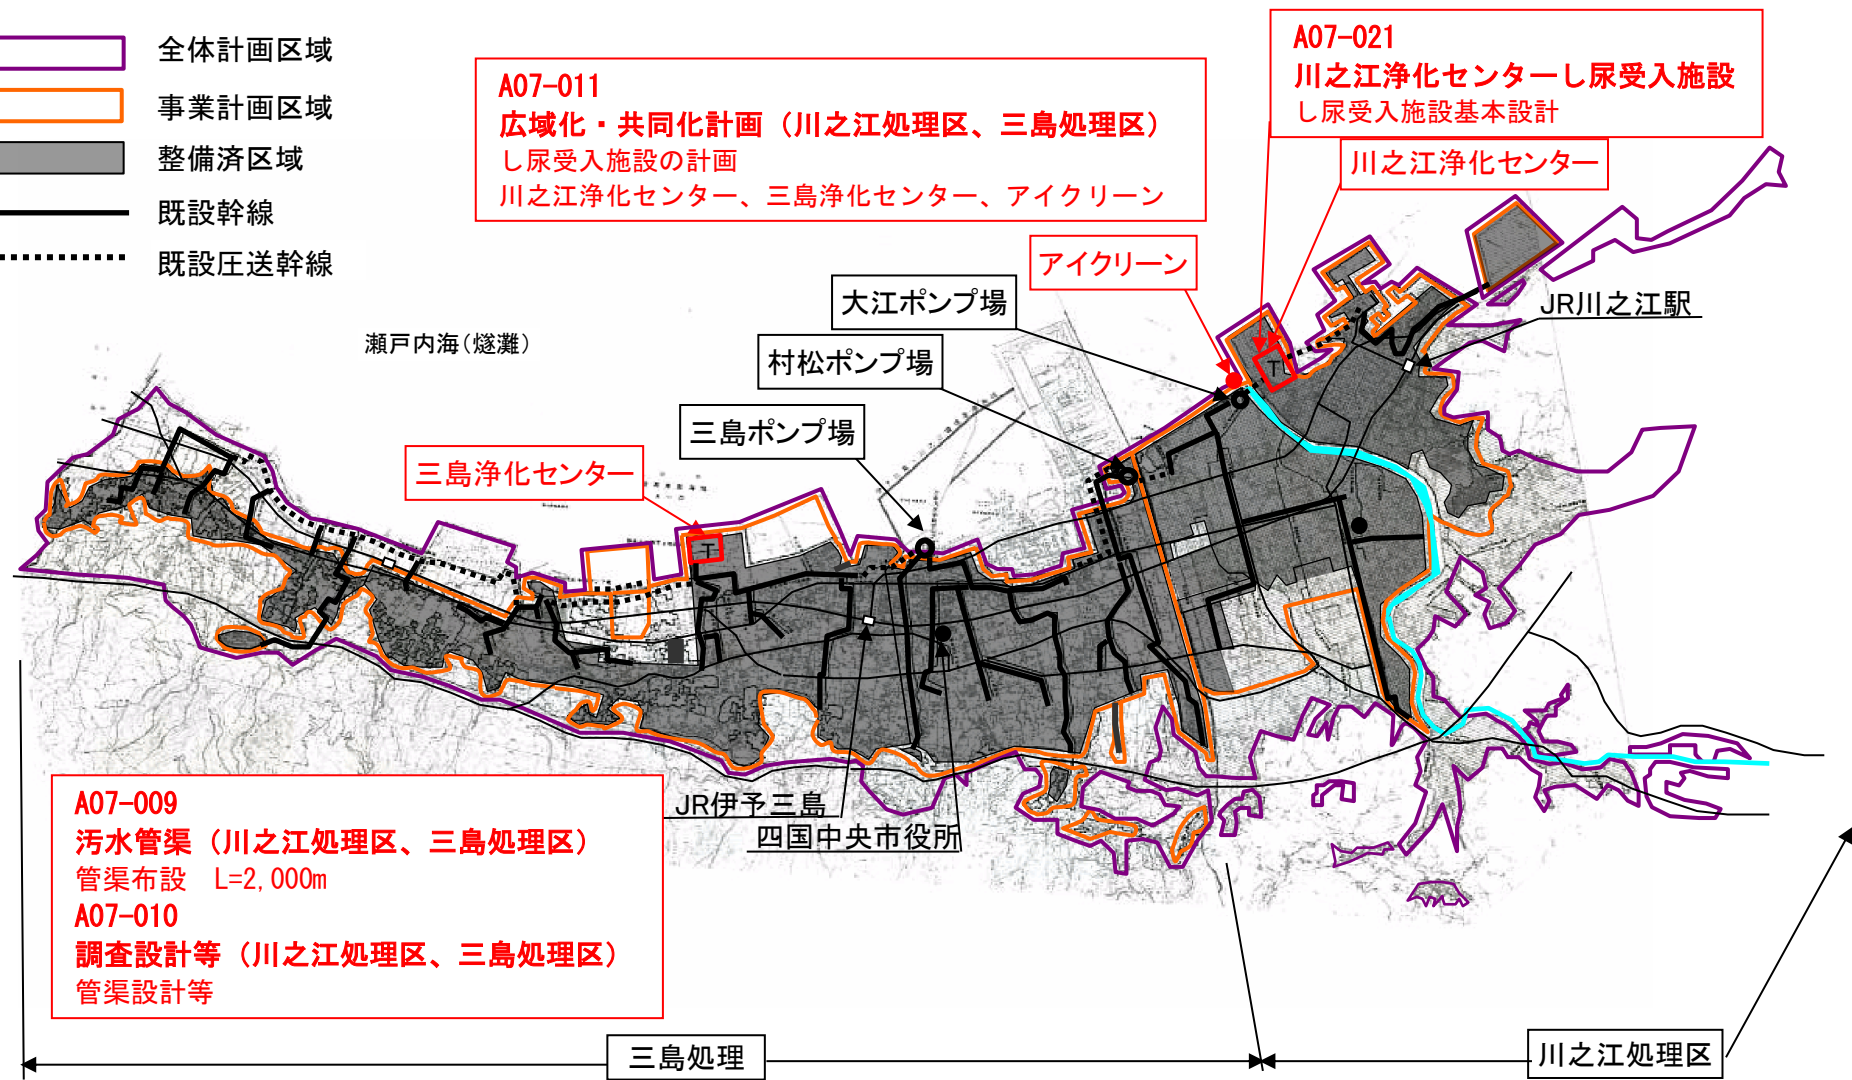 全体計画区域
事業計画区域
整備済区域
既設幹線
既設圧送幹線
A07-011
広域化・共同化計画（川之江処理区、三島処理区）
し尿受入施設の計画
川之江浄化センター、三島浄化センター、アイクリーン
A07-021
川之江浄化センターし尿受入施設
し尿受入施設基本設計
川之江浄化センター
アイクリーン
大江ポンプ場
JR川之江駅
瀬戸内海（燧灘）
村松ポンプ場
三島ポンプ場
三島浄化センター
T
T
JR伊予三島
四国中央市役所
A07-009
汚水管渠（川之江処理区、三島処理区）
管渠布設　L=2,000m
A07-010
調査設計等（川之江処理区、三島処理区）
管渠設計等
三島処理
川之江処理区